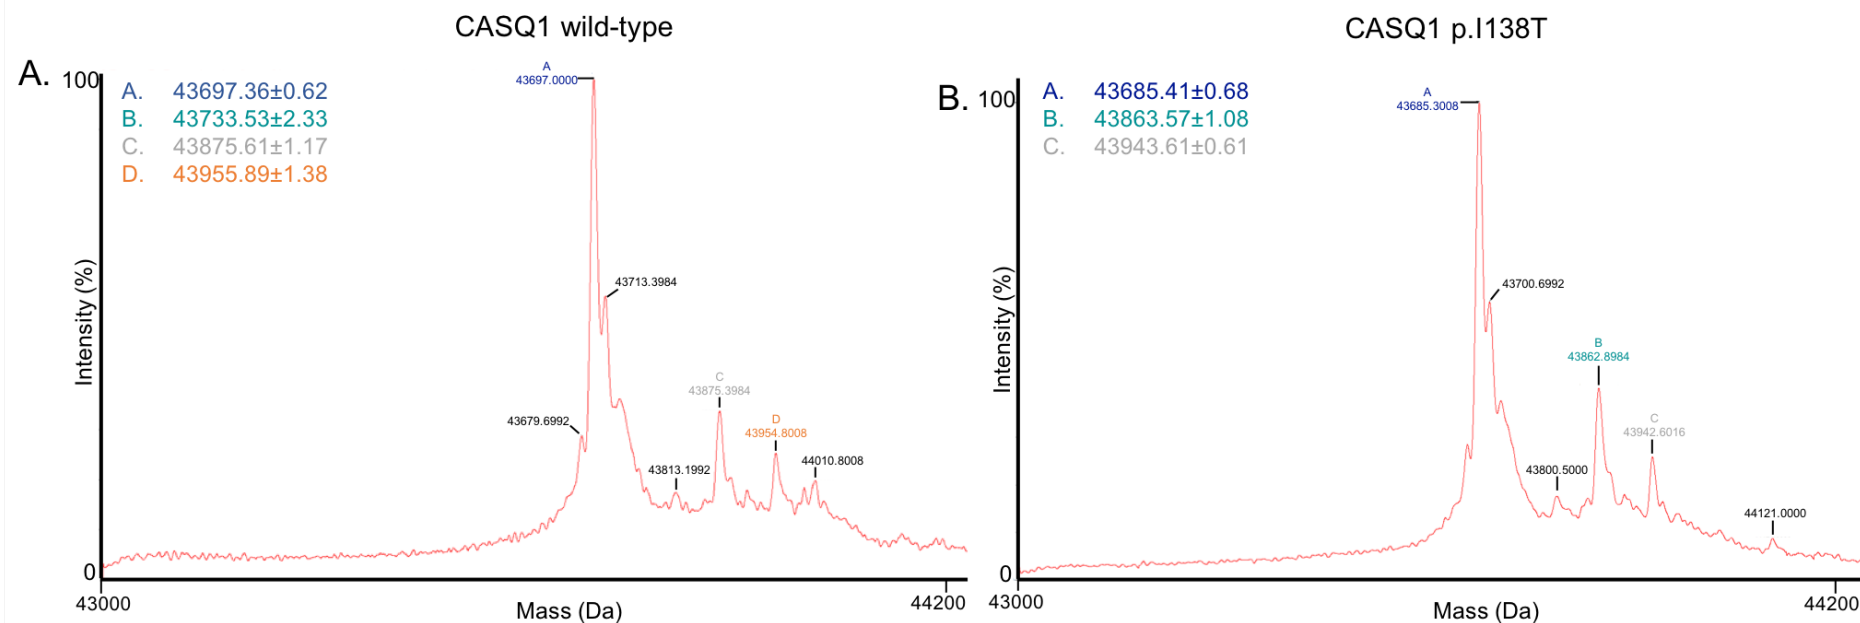 CASQ1 wild-type
A.
100
A. 43697.36±0.62
B. 43733.53±2.33
C. 43875.61±1.17
D. 43955.89±1.38
A
43697.0000
43713.3984
43679.6992
43813.1992
C
43875.3984
D
43954.8008
44010.8008
Intensity (%)
0
43000
Mass (Da)
44200
CASQ1 p.I138T
B.
100
A. 43685.41±0.68
B. 43863.57±1.08
C. 43943.61±0.61
A
43685.3008
43700.6992
B
43862.8984
C
43942.6016
43800.5000
44121.0000
Intensity (%)
0
43000
Mass (Da)
44200